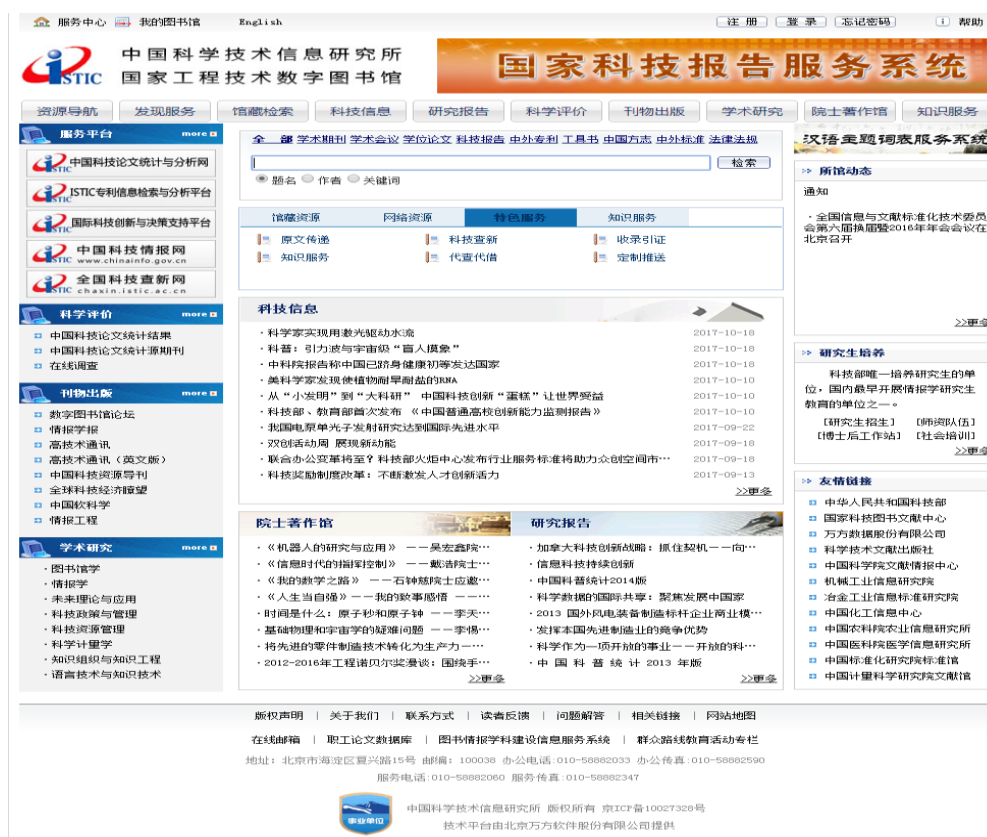 服务中心 我的图书馆 English 注 册 登 录 忘记密码 帮助
ISTIC
中国科学技术信息研究所
国家工程技术数字图书馆
国家科技报告服务系统
资源导航 发现服务 馆藏检索 科技信息 研究报告 科学评价 刊物出版 学术研究 院士著作馆 知识服务
服务平台 more
中国科技论文统计与分析网
ISTIC专利信息检索与分析平台
国际科技创新与决策支持平台
中国科技情报网
www.chinainfo.gov.cn
全国科技查新网
chaxin.istic.ac.cn
科学评价 more
中国科技论文统计结果
中国科技论文统计源期刊
在线调查
刊物出版 more
数字图书馆论坛
情报学报
高技术通讯
高技术通讯（英文版）
中国科技资源导刊
全球科技经济瞭望
中国软科学
情报工程
学术研究 more
·图书馆学
·情报学
·未来理论与应用
·科技政策与管理
·科技资源管理
·科学计量学
·知识组织与知识工程
·语言技术与知识技术
全 部 学术期刊 学术会议 学位论文 科技报告 中外专利 工具书 中国方志 中外标准 法律法规
检索
题名 作者 关键词
馆藏资源 网络资源 特色服务 知识服务
原文传递 科技查新 收录引证
知识服务 代查代借 定制推送
科技信息
·科学家实现用激光驱动水流 2017-10-18
·科普：引力波与宇宙级“盲人摸象” 2017-10-18
·中科院报告称中国已跻身健康初等发达国家 2017-10-18
·美科学家发现使植物耐旱耐盐的RNA 2017-10-10
·从“小发明”到“大科研” 中国科技创新“蛋糕”让世界受益 2017-10-10
·科技部、教育部首次发布《中国普通高校创新能力监测报告》 2017-10-10
·我国电泵单光子发射研究达到国际先进水平 2017-09-22
·双创活动周 展现新动能 2017-09-18
·联合办公变革将至？科技部火炬中心发布行业服务标准将助力众创空间市… 2017-09-18
·科技奖励制度改革：不断激发人才创新活力 2017-09-13
>>更多
院士著作馆
·《机器人的研究与应用》 ——吴宏鑫院…
·《信息时代的指挥控制》 ——戴浩院士…
·《我的数学之路》 ——石钟慈院士应邀…
·《人生当自强》——我的致事感悟 ——…
·时间是什么：原子秒和原子钟 ——李天…
·基础物理和宇宙学的疑难问题 ——李惕…
·将先进的零件制造技术转化为生产力—…
·2012-2016年工程诺贝尔奖漫谈：围绕手…
>>更多
研究报告
·加拿大科技创新战略：抓住契机——向…
·信息科技持续创新
·中国科普统计2014版
·科学数据的国际共享：聚焦发展中国家
·2013 国外风电装备制造标杆企业商业模…
·发挥本国先进制造业的竞争优势
·科学作为一项开放的事业——开放的科…
·中 国 科 普 统 计 2013 年版
>>更多
汉语主题词表服务系统
所馆动态
通知
·全国信息与文献标准化技术委员
会第六届换届暨2016年年会会议在
北京召开
>>更多
研究生培养
科技部唯一培养研究生的单
位，国内最早开展情报学研究生
教育的单位之一。
[研究生招生] [师资队伍]
[博士后工作站] [社会培训]
>>更多
友情链接
中华人民共和国科技部
国家科技图书文献中心
万方数据股份有限公司
科学技术文献出版社
中国科学院文献情报中心
机械工业信息研究院
冶金工业信息标准研究院
中国化工信息中心
中国农科院农业信息研究所
中国医科院医学信息研究所
中国标准化研究院标准馆
中国计量科学研究院文献馆
版权声明 | 关于我们 | 联系方式 | 读者反馈 | 问题解答 | 相关链接 | 网站地图
在线邮箱 | 职工论文数据库 | 图书情报学科建设信息服务系统 | 群众路线教育活动专栏
地址：北京市海淀区复兴路15号 邮编：100038 办公电话:010-58882033 办公传真:010-58882590
服务电话:010-58882060 服务传真:010-58882347
事业单位
中国科学技术信息研究所 版权所有 京ICP备10027328号
技术平台由北京万方软件股份有限公司提供